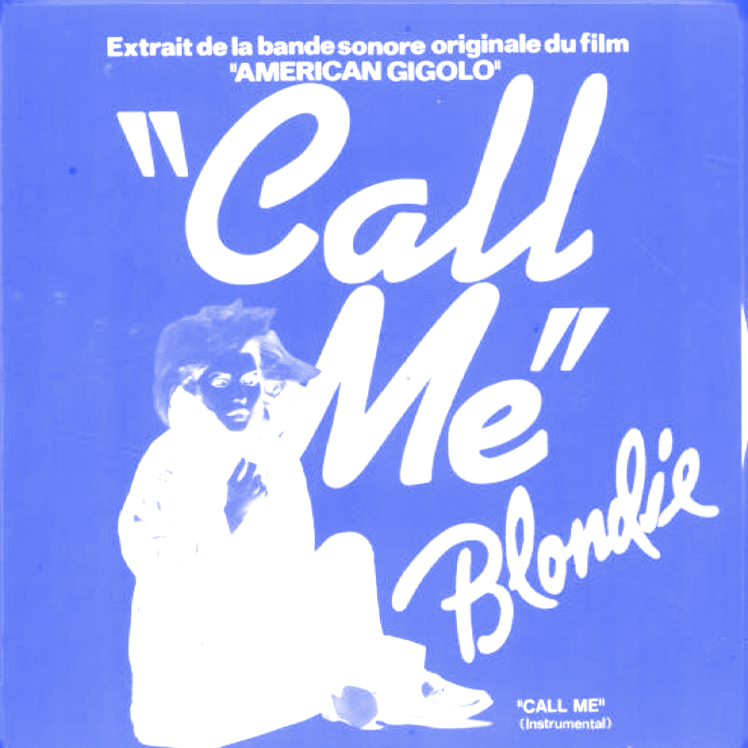 Extrait de la bande sonore originale du film
"AMERICAN GIGOLO"
"Call
Me"
Blondie
"CALL ME"
(Instrumental)